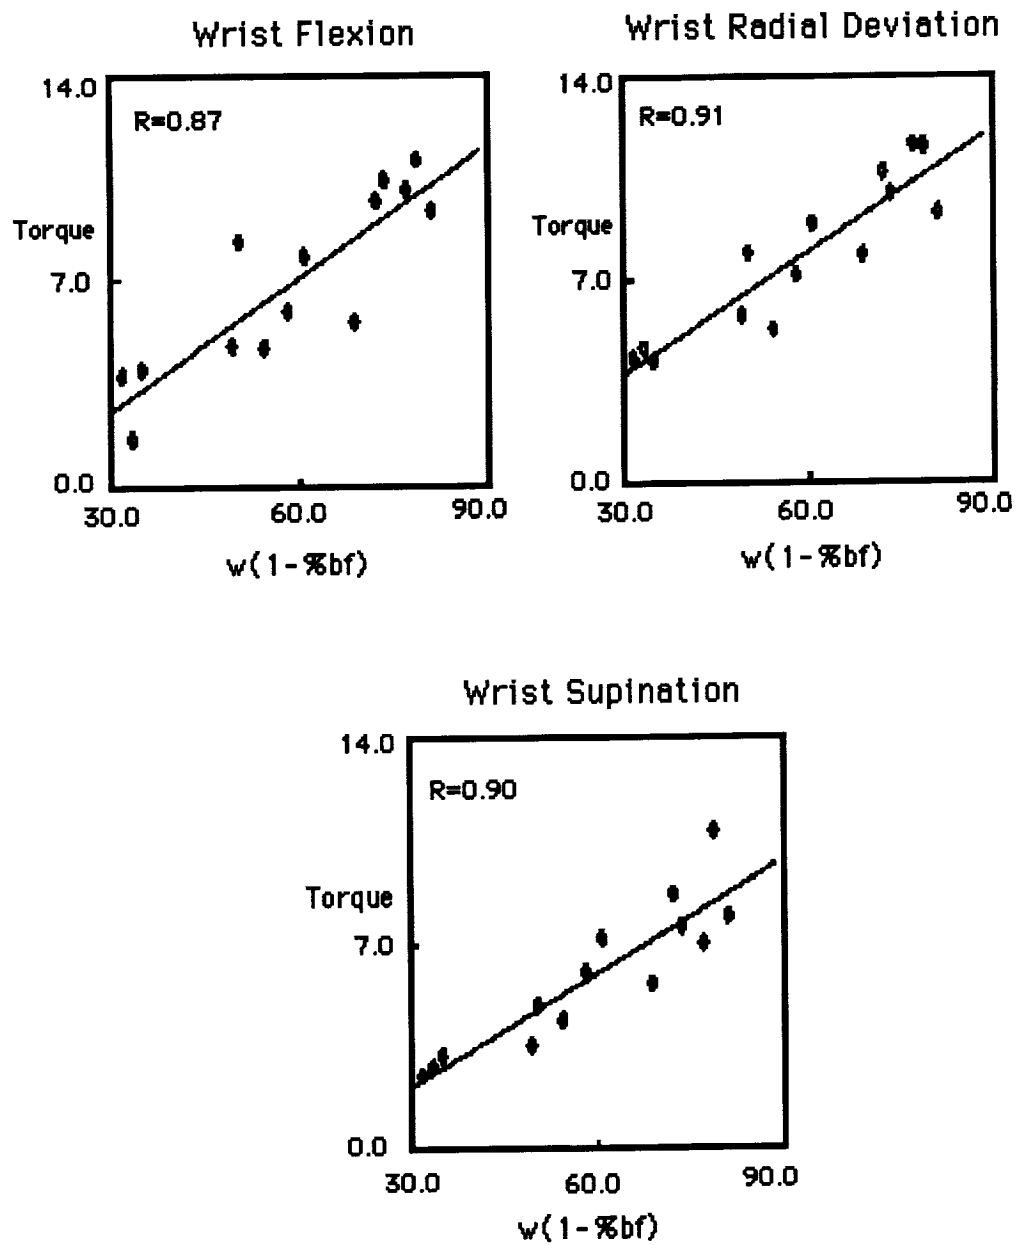 Wrist Flexion
14.0
R=0.87
Torque
7.0
0.0
30.0
60.0
90.0
w(1-%bf)
Wrist Radial Deviation
14.0
R=0.91
Torque
7.0
0.0
30.0
60.0
90.0
w(1-%bf)
Wrist Supination
14.0
R=0.90
Torque
7.0
0.0
30.0
60.0
90.0
w(1-%bf)